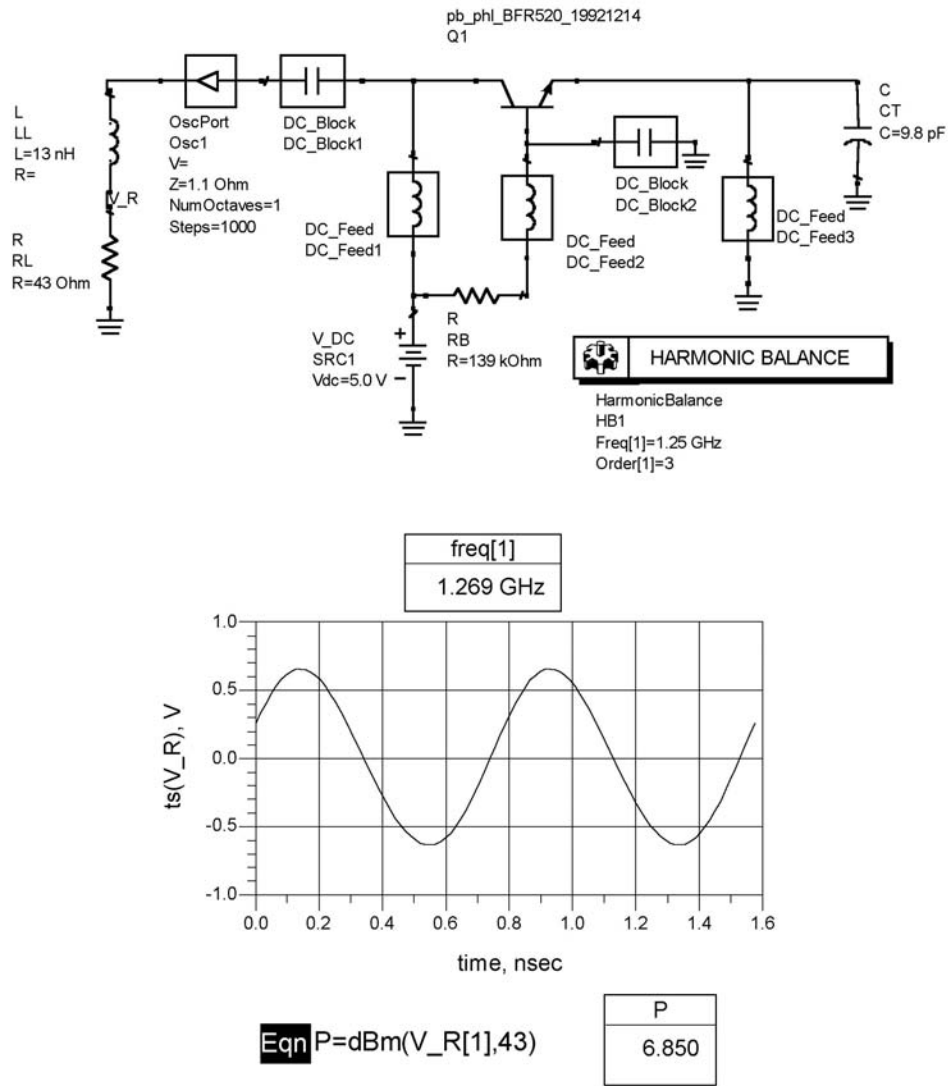 pb_phl_BFR520_19921214
Q1
L
LL
L=13 nH
R=
V_R
R
RL
R=43 Ohm
OscPort
Osc1
V=
Z=1.1 Ohm
NumOctaves=1
Steps=1000
DC_Block
DC_Block1
DC_Feed
DC_Feed1
DC_Feed
DC_Feed2
DC_Block
DC_Block2
DC_Feed
DC_Feed3
C
CT
C=9.8 pF
+
V_DC
SRC1
Vdc=5.0 V
−
R
RB
R=139 kOhm
HARMONIC BALANCE
HarmonicBalance
HB1
Freq[1]=1.25 GHz
Order[1]=3
freq[1]
1.269 GHz
ts(V_R), V
1.0
0.5
0.0
-0.5
-1.0
0.0 0.2 0.4 0.6 0.8 1.0 1.2 1.4 1.6
time, nsec
Eqn P=dBm(V_R[1],43)
P
6.850